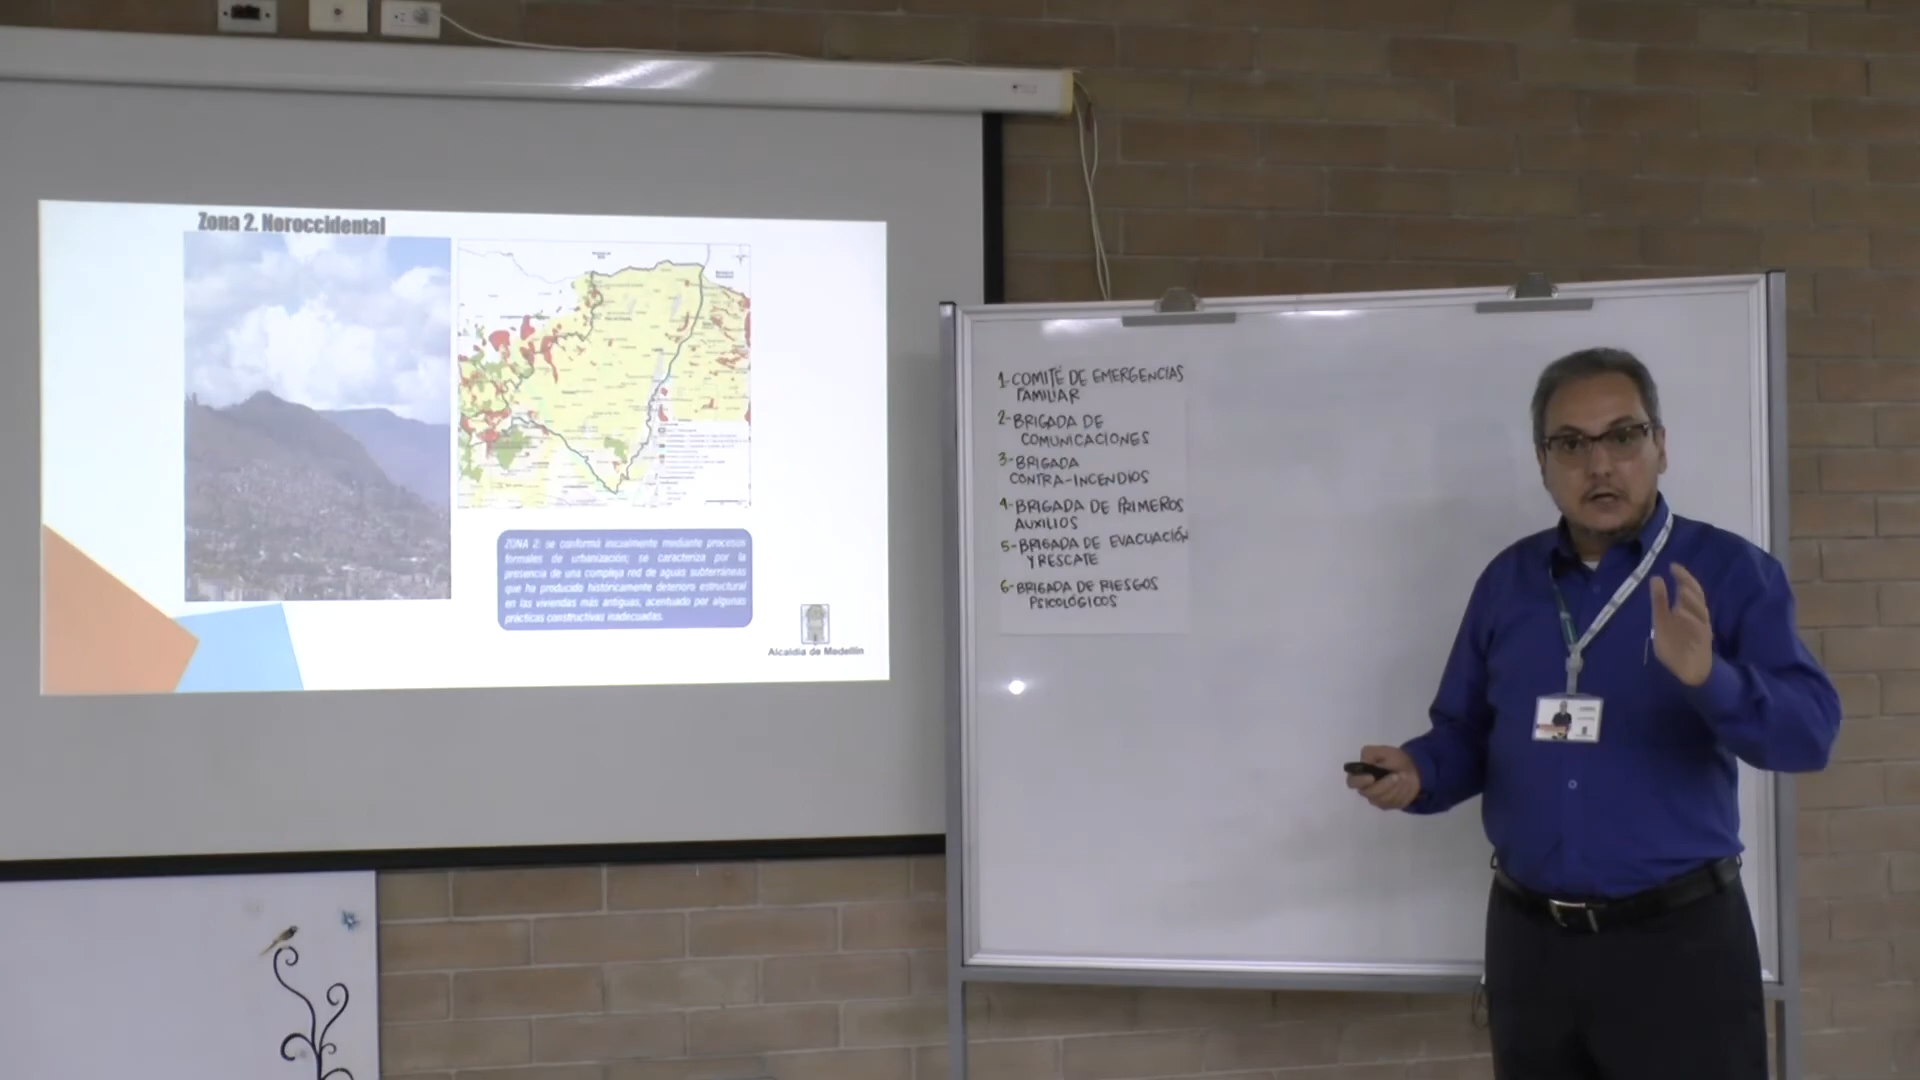 Zona 2. Noroccidental
ZONA 2: se conformó inicialmente mediante procesos
formales de urbanización; se caracteriza por la
presencia de una compleja red de aguas subterráneas
que ha producido históricamente deterioro estructural
en las viviendas más antiguas, acentuado por algunas
prácticas constructivas inadecuadas.
Alcaldía de Medellín
1-COMITÉ DE EMERGENCIAS
FAMILIAR
2-BRIGADA DE
COMUNICACIONES
3-BRIGADA
CONTRA-INCENDIOS
4-BRIGADA DE PRIMEROS
AUXILIOS
5-BRIGADA DE EVACUACIÓN
Y RESCATE
6-BRIGADA DE RIESGOS
PSICOLÓGICOS